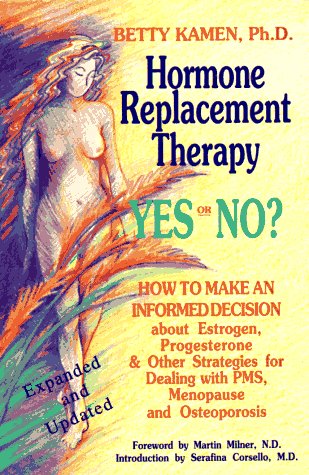 BETTY KAMEN, Ph.D.
Hormone
Replacement
Therapy
YES OR NO?
HOW TO MAKE AN
INFORMED DECISION
about Estrogen,
Progesterone
& Other Strategies for
Dealing with PMS,
Menopause
and Osteoporosis
Expanded
and
Updated
Foreword by Martin Milner, N.D.
Introduction by Serafina Corsello, M.D.